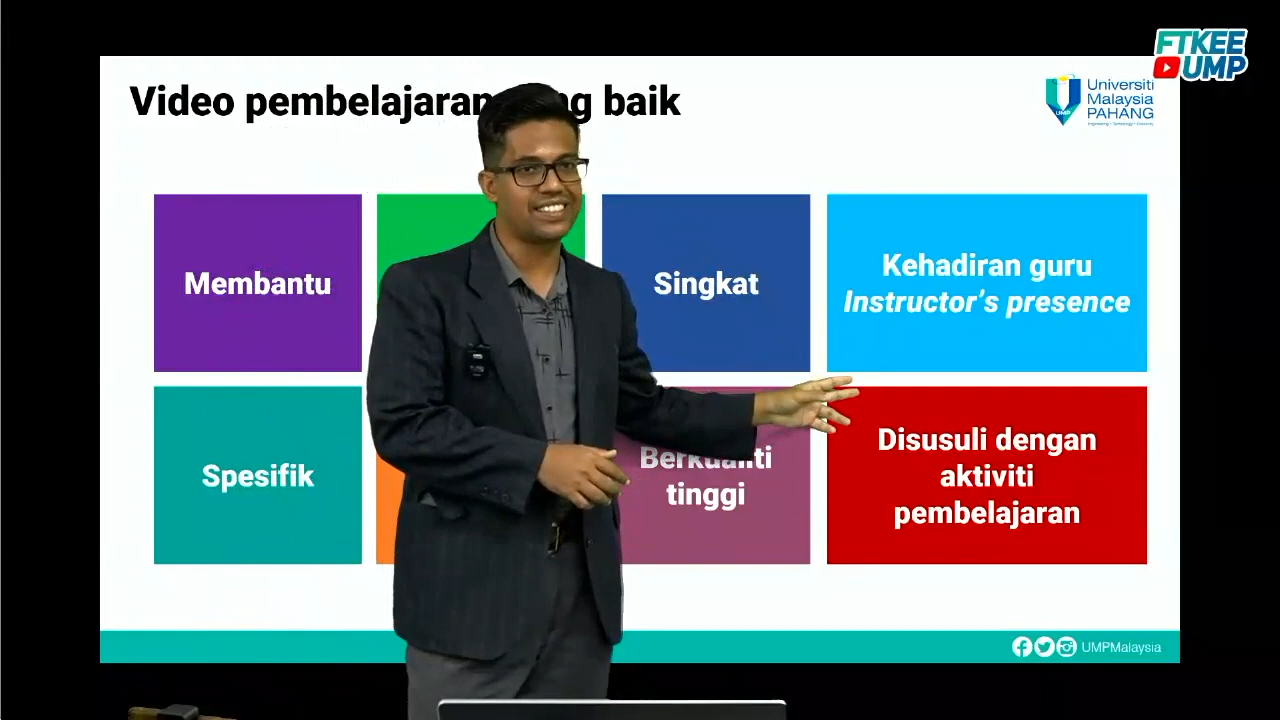 FTKEE
UMP
Video pembelajaran baik
Universiti
Malaysia
PAHANG
Membantu
Singkat
Kehadiran guru
Instructor's presence
Spesifik
tinggi
Disusuli dengan
aktiviti
pembelajaran
UMPMalaysia